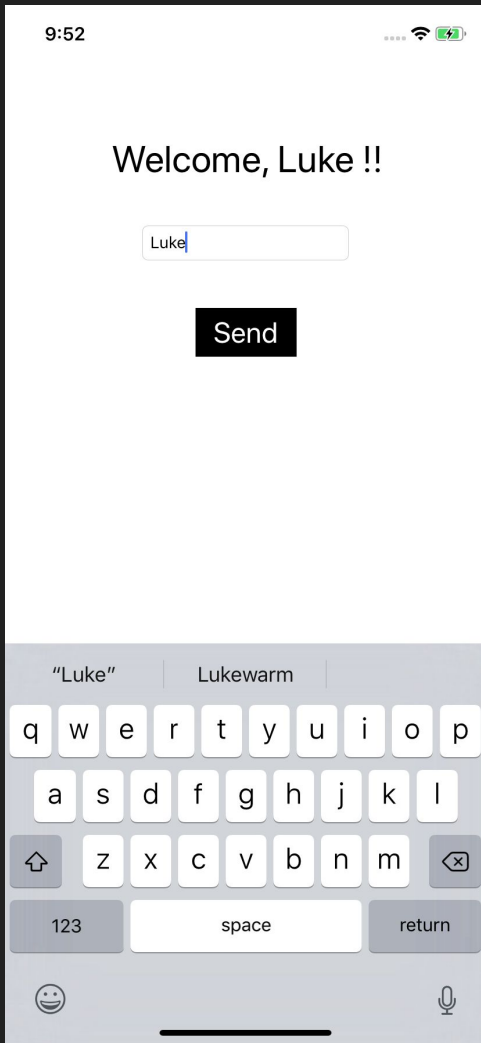 9:52
Welcome, Luke !!
Luke
Send
“Luke” Lukewarm
q w e r t y u i o p
a s d f g h j k l
z x c v b n m
123 space return